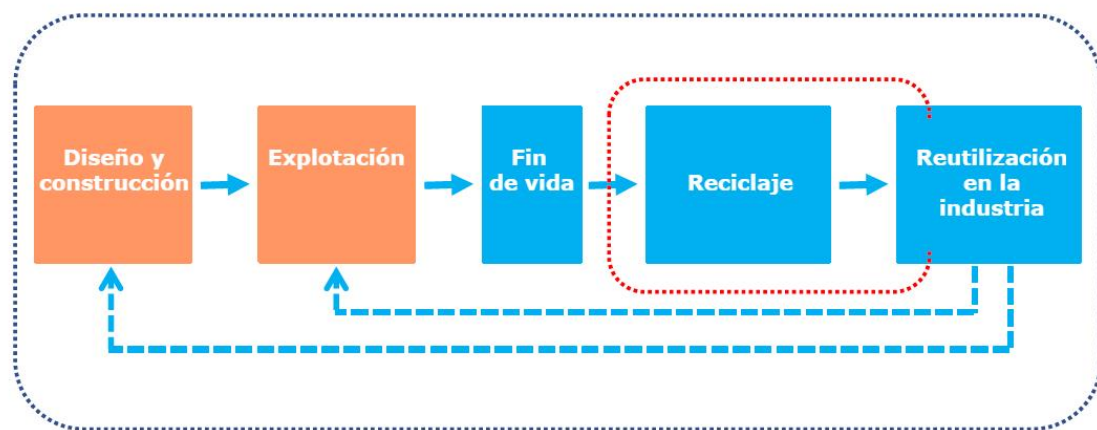 Diseño y
construcción
Explotación
Fin
de vida
Reciclaje
Reutilización
en la
industria